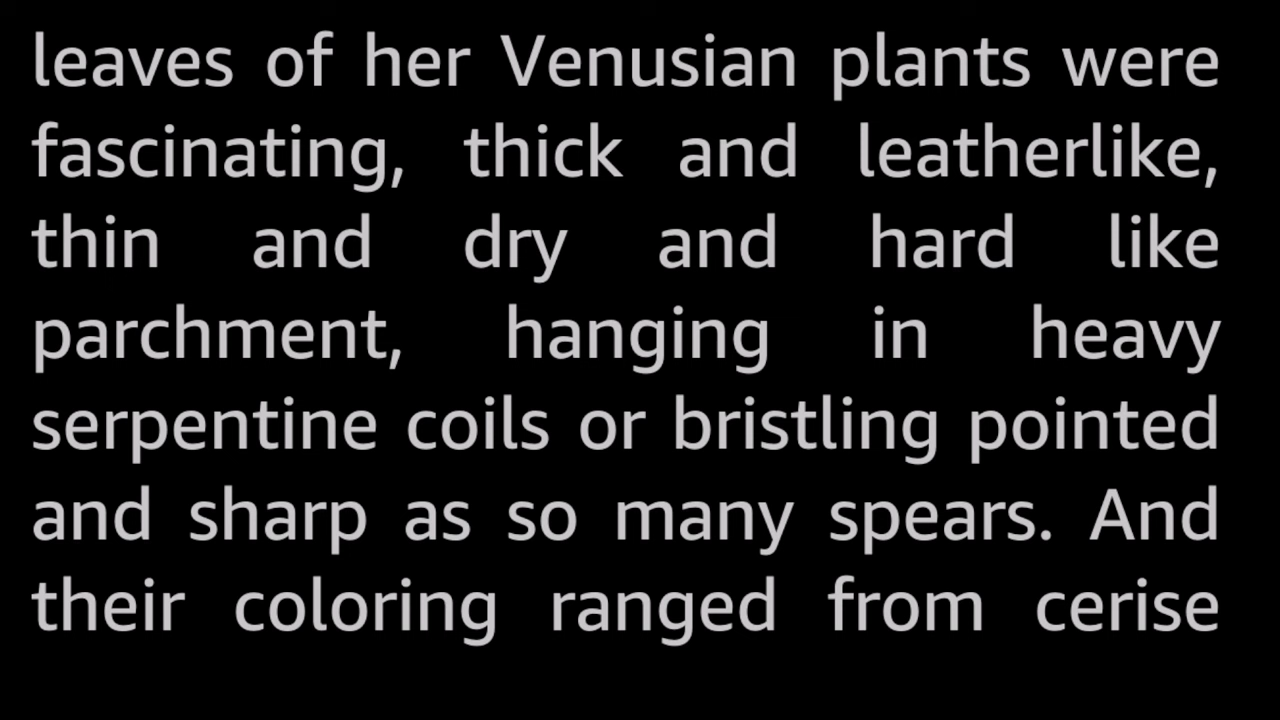 leaves of her Venusian plants were
fascinating, thick and leatherlike,
thin and dry and hard like
parchment, hanging in heavy
serpentine coils or bristling pointed
and sharp as so many spears. And
their coloring ranged from cerise